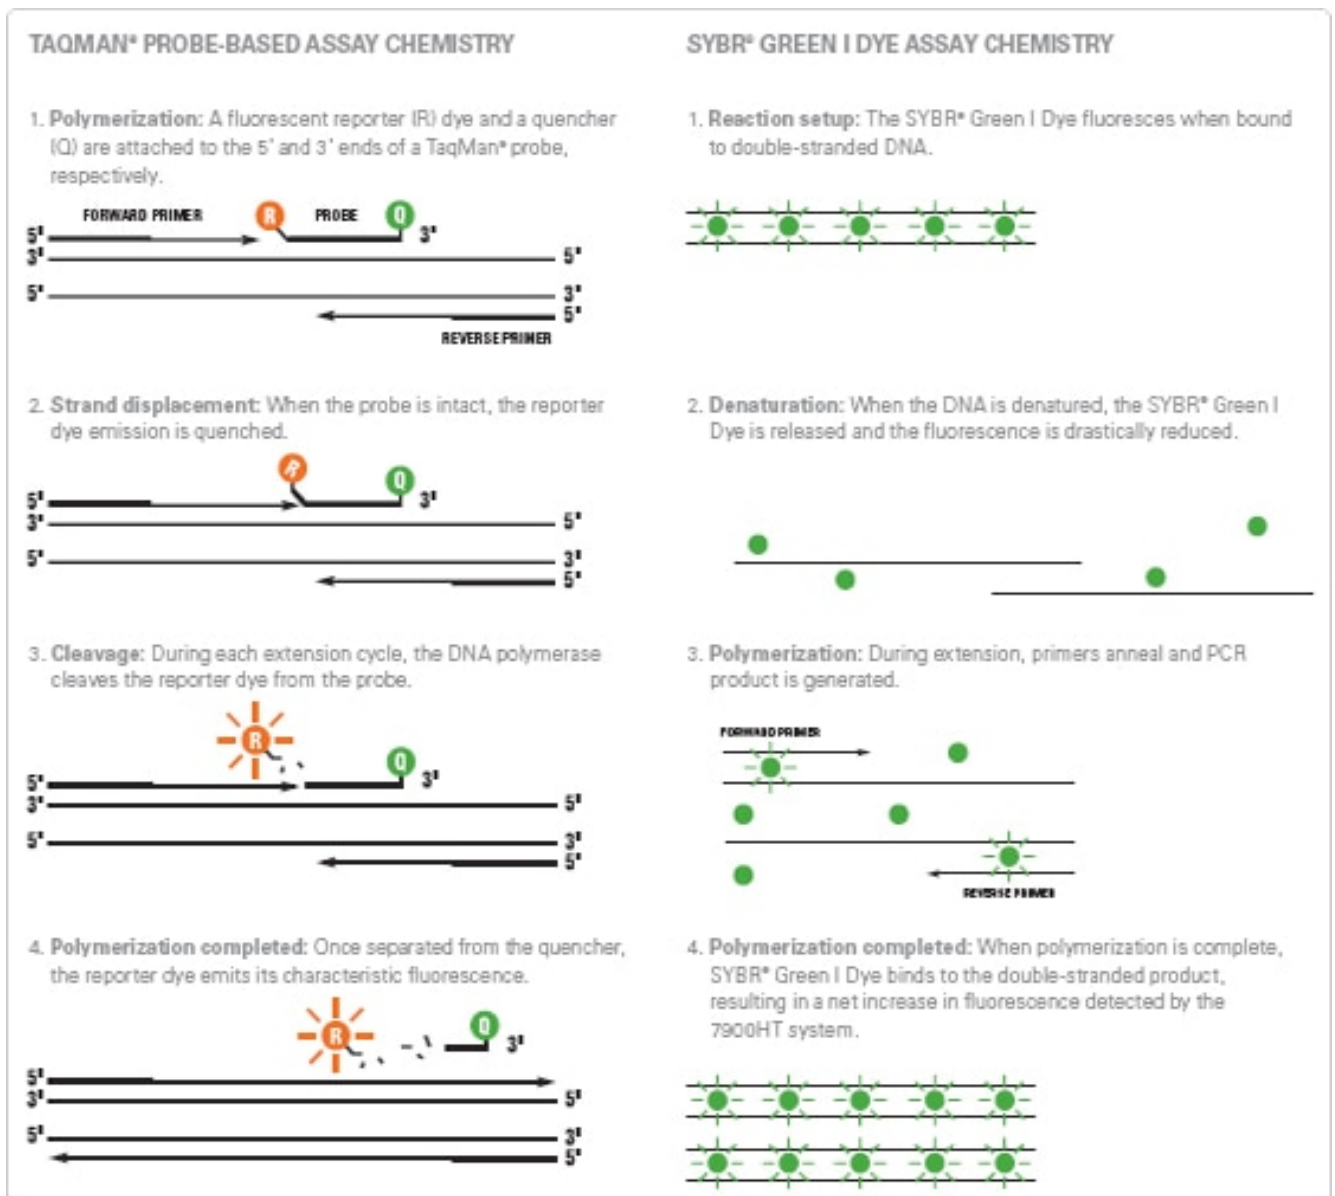 TAQMAN® PROBE-BASED ASSAY CHEMISTRY
1. Polymerization: A fluorescent reporter (R) dye and a quencher
(Q) are attached to the 5' and 3' ends of a TaqMan® probe,
respectively.
FORWARD PRIMER R PROBE Q
5' 3'
3' 5'
5' 3'
5'
REVERSE PRIMER
2. Strand displacement: When the probe is intact, the reporter
dye emission is quenched.
R Q
5' 3'
3' 5'
5' 3'
5'
3. Cleavage: During each extension cycle, the DNA polymerase
cleaves the reporter dye from the probe.
R Q
5' 3'
3' 5'
5' 3'
5'
4. Polymerization completed: Once separated from the quencher,
the reporter dye emits its characteristic fluorescence.
R Q 3'
5'
3' 5'
5' 3'
5'
SYBR® GREEN I DYE ASSAY CHEMISTRY
1. Reaction setup: The SYBR® Green I Dye fluoresces when bound
to double-stranded DNA.
2. Denaturation: When the DNA is denatured, the SYBR® Green I
Dye is released and the fluorescence is drastically reduced.
3. Polymerization: During extension, primers anneal and PCR
product is generated.
FORWARD PRIMER
REVERSE PRIMER
4. Polymerization completed: When polymerization is complete,
SYBR® Green I Dye binds to the double-stranded product,
resulting in a net increase in fluorescence detected by the
7900HT system.